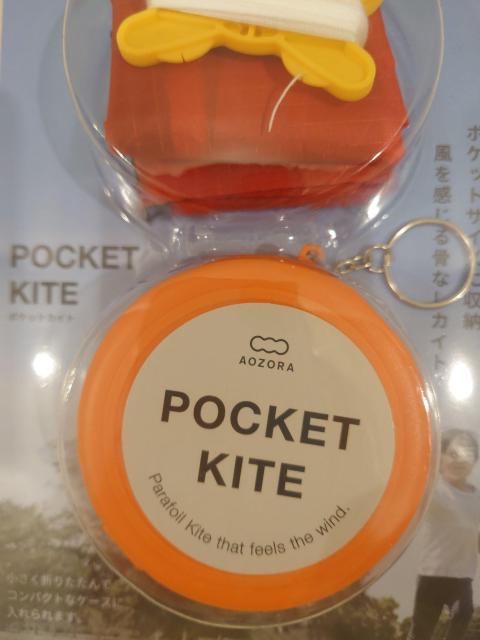 ポケットサイズに収納
風を感じる骨なしカイト。
POCKET
KITE
ポケットカイト
AOZORA
POCKET
KITE
Parafoil Kite that feels the wind.
小さく折りたたんで
コンパクトなケースに
入れられます。